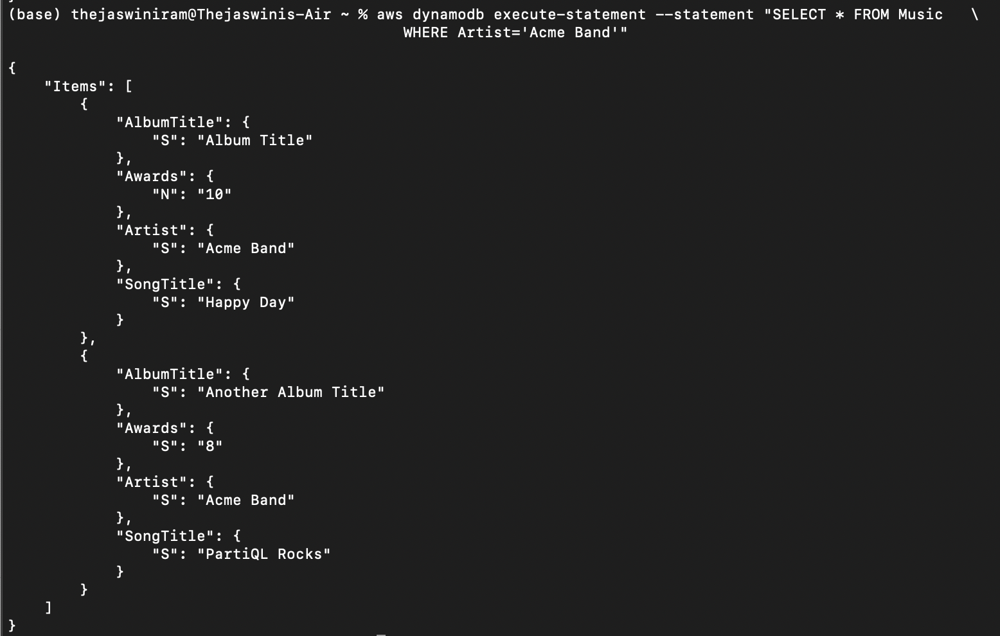 (base) thejaswiniram@Thejaswinis-Air ~ % aws dynamodb execute-statement --statement "SELECT * FROM Music   \
                                            WHERE Artist='Acme Band'"

{
    "Items": [
        {
            "AlbumTitle": {
                "S": "Album Title"
            },
            "Awards": {
                "N": "10"
            },
            "Artist": {
                "S": "Acme Band"
            },
            "SongTitle": {
                "S": "Happy Day"
            }
        },
        {
            "AlbumTitle": {
                "S": "Another Album Title"
            },
            "Awards": {
                "S": "8"
            },
            "Artist": {
                "S": "Acme Band"
            },
            "SongTitle": {
                "S": "PartiQL Rocks"
            }
        }
    ]
}